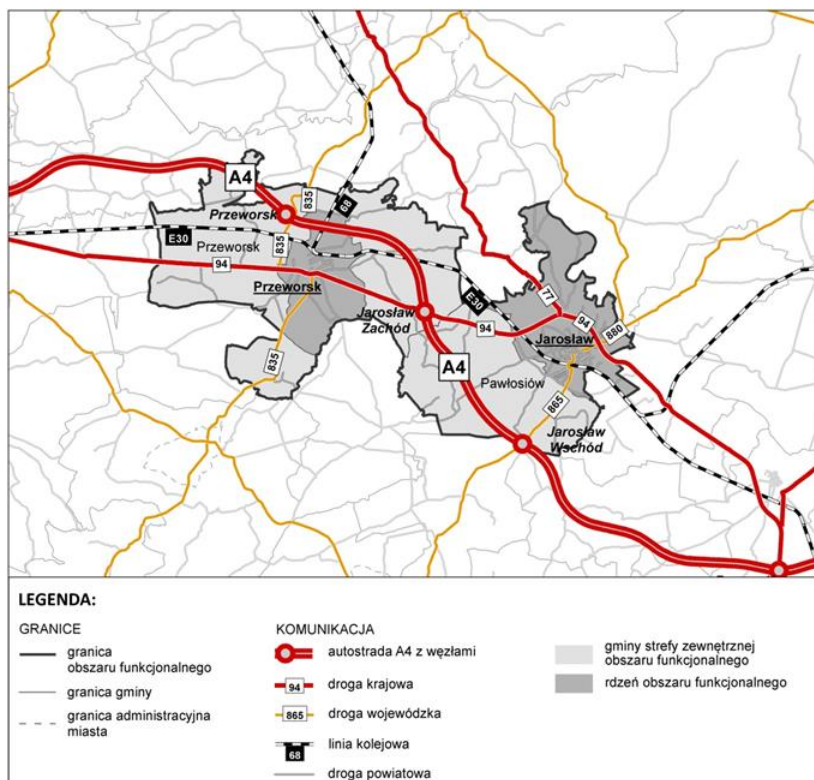 A4
Przeworsk
835
68
E30
Przeworsk
835
94
Przeworsk
E30
77
Jarosław
Zachód
94
94
880
Jarosław
835
A4
Pawłosiów
865
Jarosław
Wschód
LEGENDA:
GRANICE
granica
obszaru funkcjonalnego
granica gminy
granica administracyjna
miasta
KOMUNIKACJA
autostrada A4 z węzłami
94
droga krajowa
865
droga wojewódzka
linia kolejowa
68
droga powiatowa
gminy strefy zewnętrznej
obszaru funkcjonalnego
rdzeń obszaru funkcjonalnego